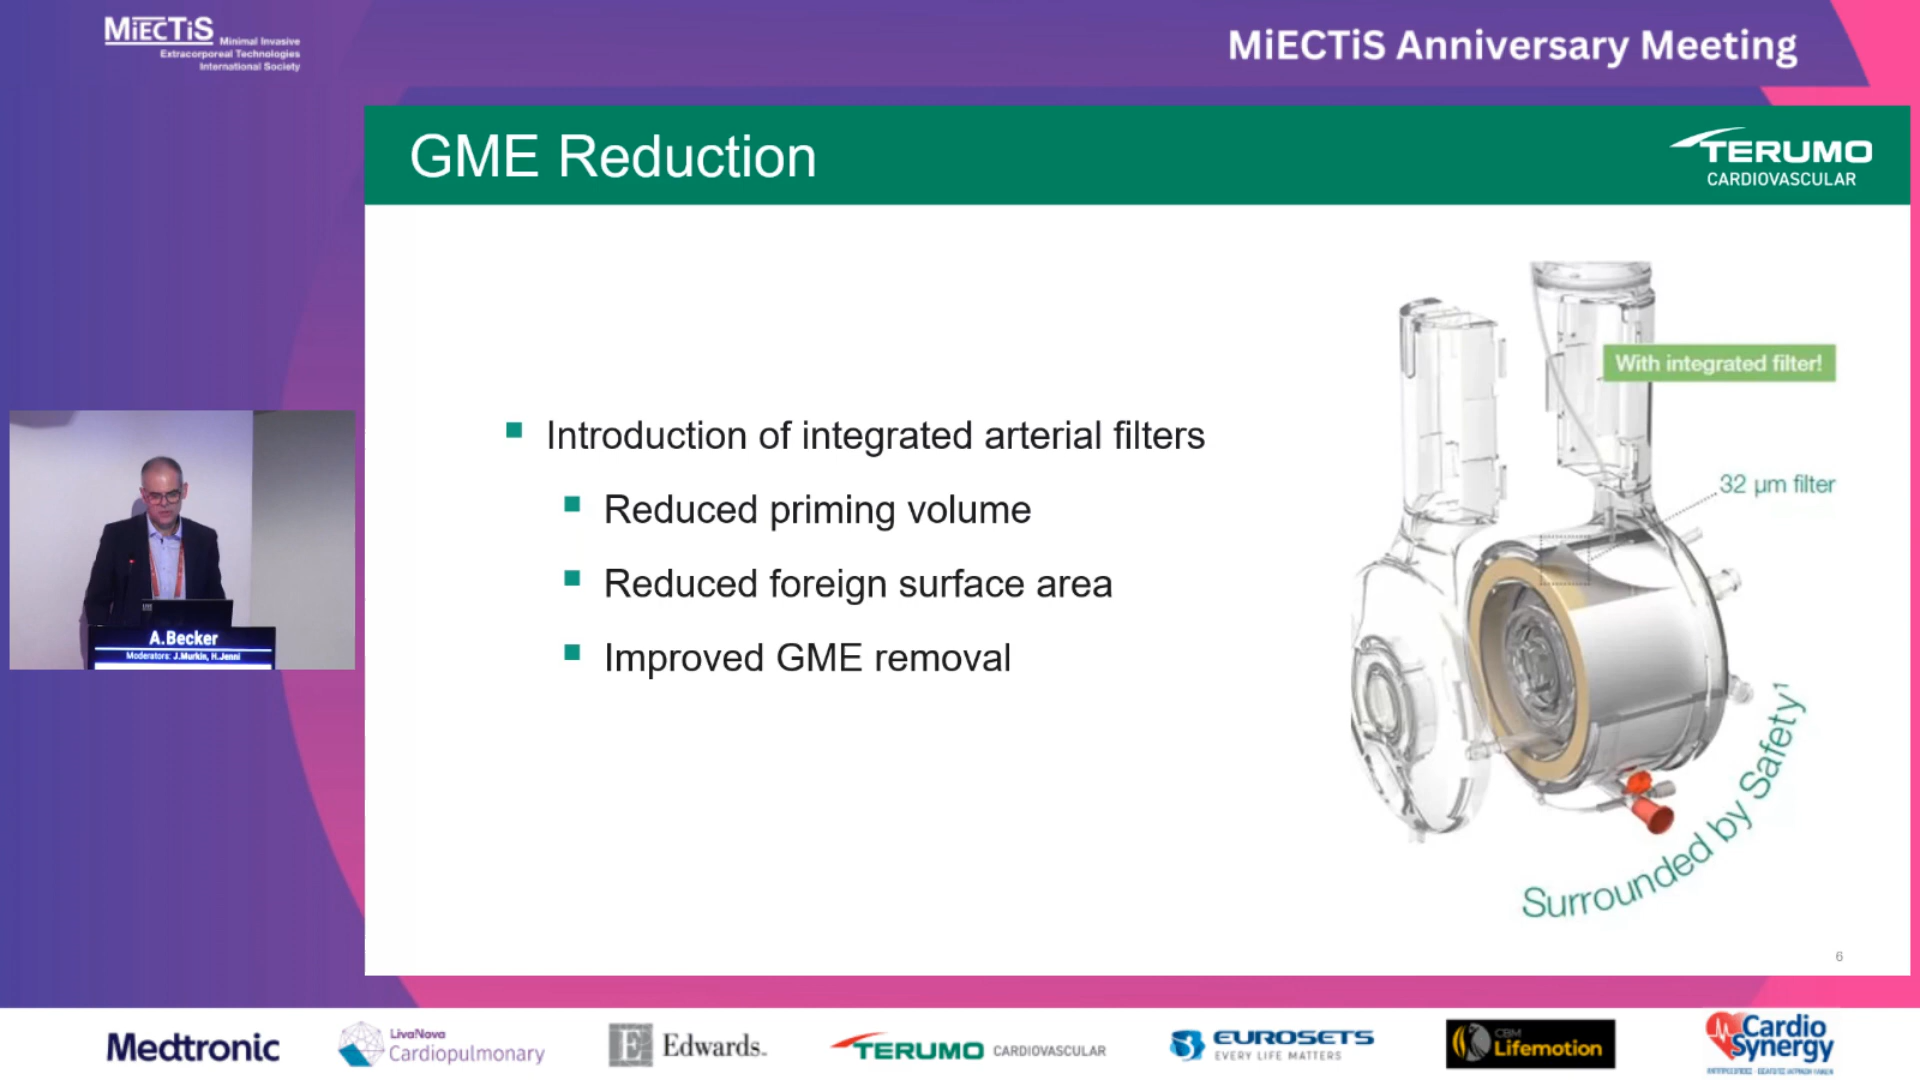 MiECTiS Minimal Invasive
Extracorporeal Technologies
International Society
MiECTiS Anniversary Meeting
GME Reduction
TERUMO
CARDIOVASCULAR
Introduction of integrated arterial filters
Reduced priming volume
Reduced foreign surface area
Improved GME removal
With integrated filter!
32 µm filter
Surrounded by Safety¹
6
A.Becker
Moderators: J.Murkin, H.Jenni
Medtronic
LivaNova
Cardiopulmonary
E Edwards
TERUMO CARDIOVASCULAR
EUROSETS
EVERY LIFE MATTERS
CBM
Lifemotion
Cardio
Synergy